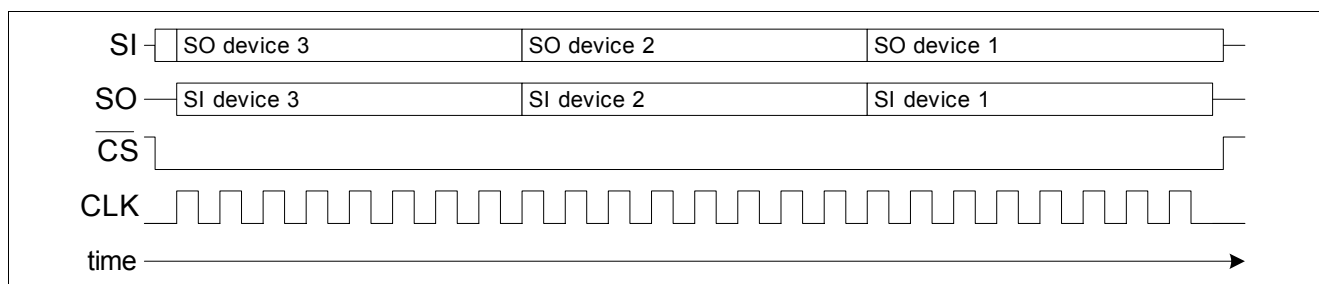 SI SO device 3 SO device 2 SO device 1
SO SI device 3 SI device 2 SI device 1
CS
CLK
time